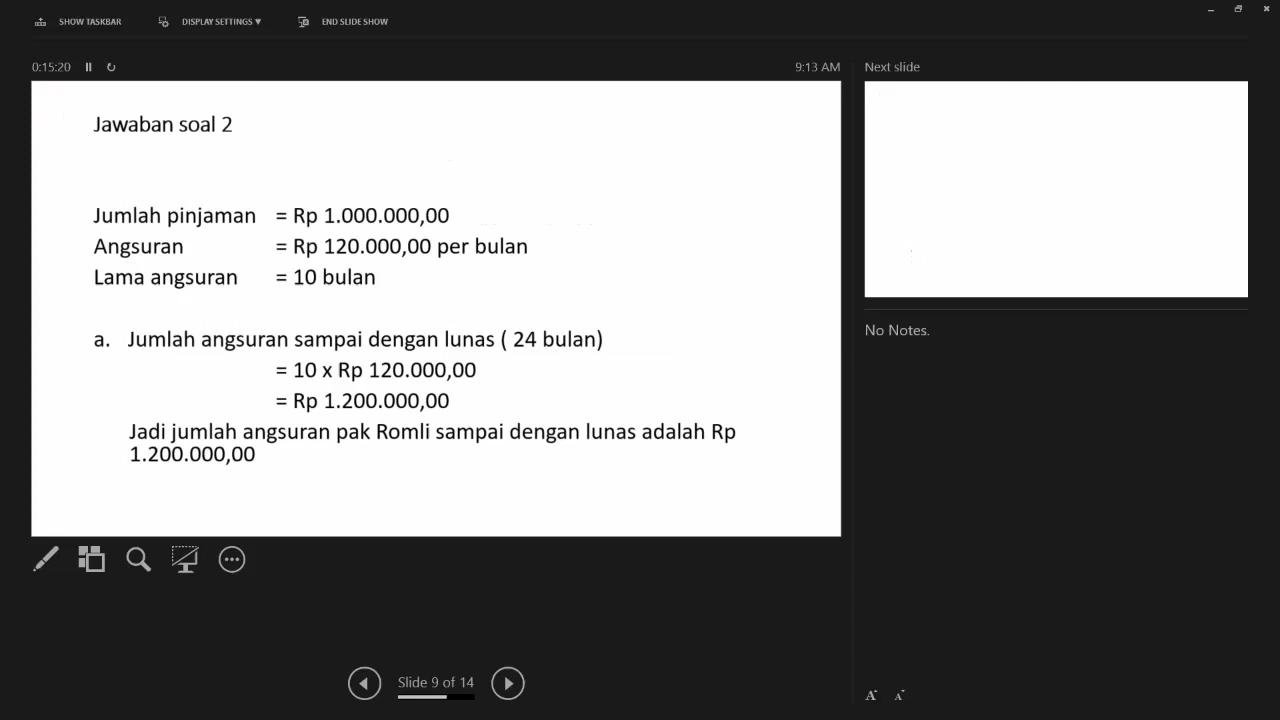 SHOW TASKBAR
DISPLAY SETTINGS ▼
END SLIDE SHOW
0:15:20
9:13 AM
Next slide
Jawaban soal 2
Jumlah pinjaman = Rp 1.000.000,00
Angsuran = Rp 120.000,00 per bulan
Lama angsuran = 10 bulan
a. Jumlah angsuran sampai dengan lunas ( 24 bulan)
= 10 x Rp 120.000,00
= Rp 1.200.000,00
Jadi jumlah angsuran pak Romli sampai dengan lunas adalah Rp
1.200.000,00
No Notes.
Slide 9 of 14
A A